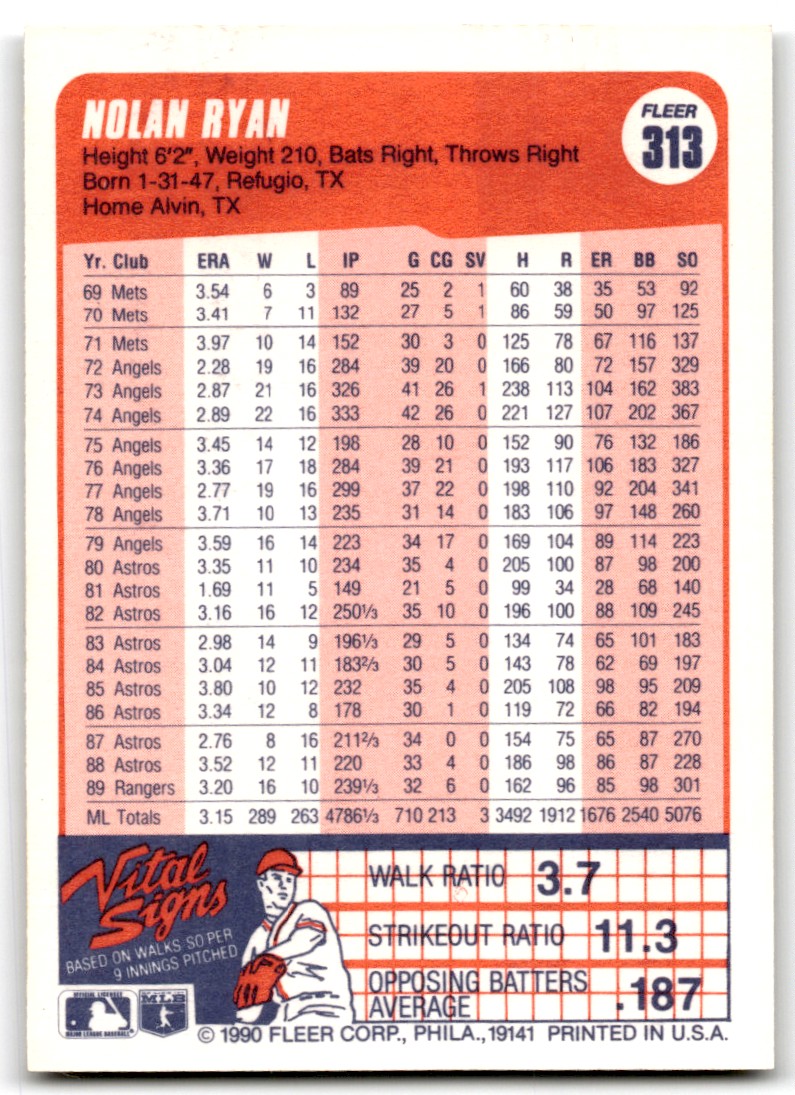 NOLAN RYAN
FLEER
313
Height 6'2", Weight 210, Bats Right, Throws Right
Born 1-31-47, Refugio, TX
Home Alvin, TX
Yr. Club ERA W L IP G CG SV H R ER BB SO
69 Mets 3.54 6 3 89 25 2 1 60 38 35 53 92
70 Mets 3.41 7 11 132 27 5 1 86 59 50 97 125
71 Mets 3.97 10 14 152 30 3 0 125 78 67 116 137
72 Angels 2.28 19 16 284 39 20 0 166 80 72 157 329
73 Angels 2.87 21 16 326 41 26 1 238 113 104 162 383
74 Angels 2.89 22 16 333 42 26 0 221 127 107 202 367
75 Angels 3.45 14 12 198 28 10 0 152 90 76 132 186
76 Angels 3.36 17 18 284 39 21 0 193 117 106 183 327
77 Angels 2.77 19 16 299 37 22 0 198 110 92 204 341
78 Angels 3.71 10 13 235 31 14 0 183 106 97 148 260
79 Angels 3.59 16 14 223 34 17 0 169 104 89 114 223
80 Astros 3.35 11 10 234 35 4 0 205 100 87 98 200
81 Astros 1.69 11 5 149 21 5 0 99 34 28 68 140
82 Astros 3.16 16 12 250⅓ 35 10 0 196 100 88 109 245
83 Astros 2.98 14 9 196⅓ 29 5 0 134 74 65 101 183
84 Astros 3.04 12 11 183⅔ 30 5 0 143 78 62 69 197
85 Astros 3.80 10 12 232 35 4 0 205 108 98 95 209
86 Astros 3.34 12 8 178 30 1 0 119 72 66 82 194
87 Astros 2.76 8 16 211⅔ 34 0 0 154 75 65 87 270
88 Astros 3.52 12 11 220 33 4 0 186 98 86 87 228
89 Rangers 3.20 16 10 239⅓ 32 6 0 162 96 85 98 301
ML Totals 3.15 289 263 4786⅓ 710 213 3 3492 1912 1676 2540 5076
Vital
Signs
BASED ON WALKS SO PER
9 INNINGS PITCHED
WALK RATIO 3.7
STRIKEOUT RATIO 11.3
OPPOSING BATTERS
AVERAGE .187
OFFICIAL LICENSEE
MAJOR LEAGUE BASEBALL
MLB
© 1990 FLEER CORP., PHILA., 19141 PRINTED IN U.S.A.